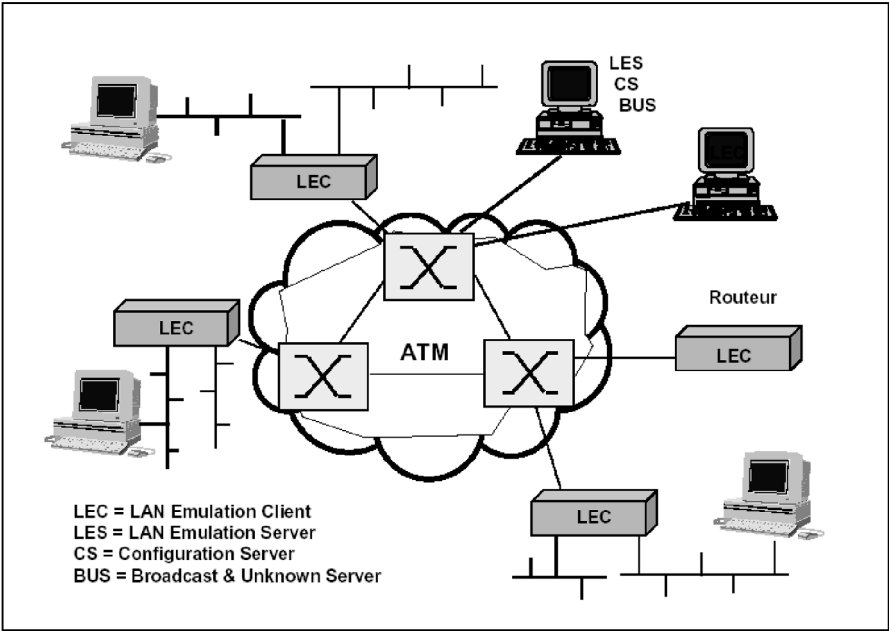 LES
CS
BUS
LEC
LEC
Routeur
LEC
ATM
LEC
LEC
LEC = LAN Emulation Client
LES = LAN Emulation Server
CS = Configuration Server
BUS = Broadcast & Unknown Server